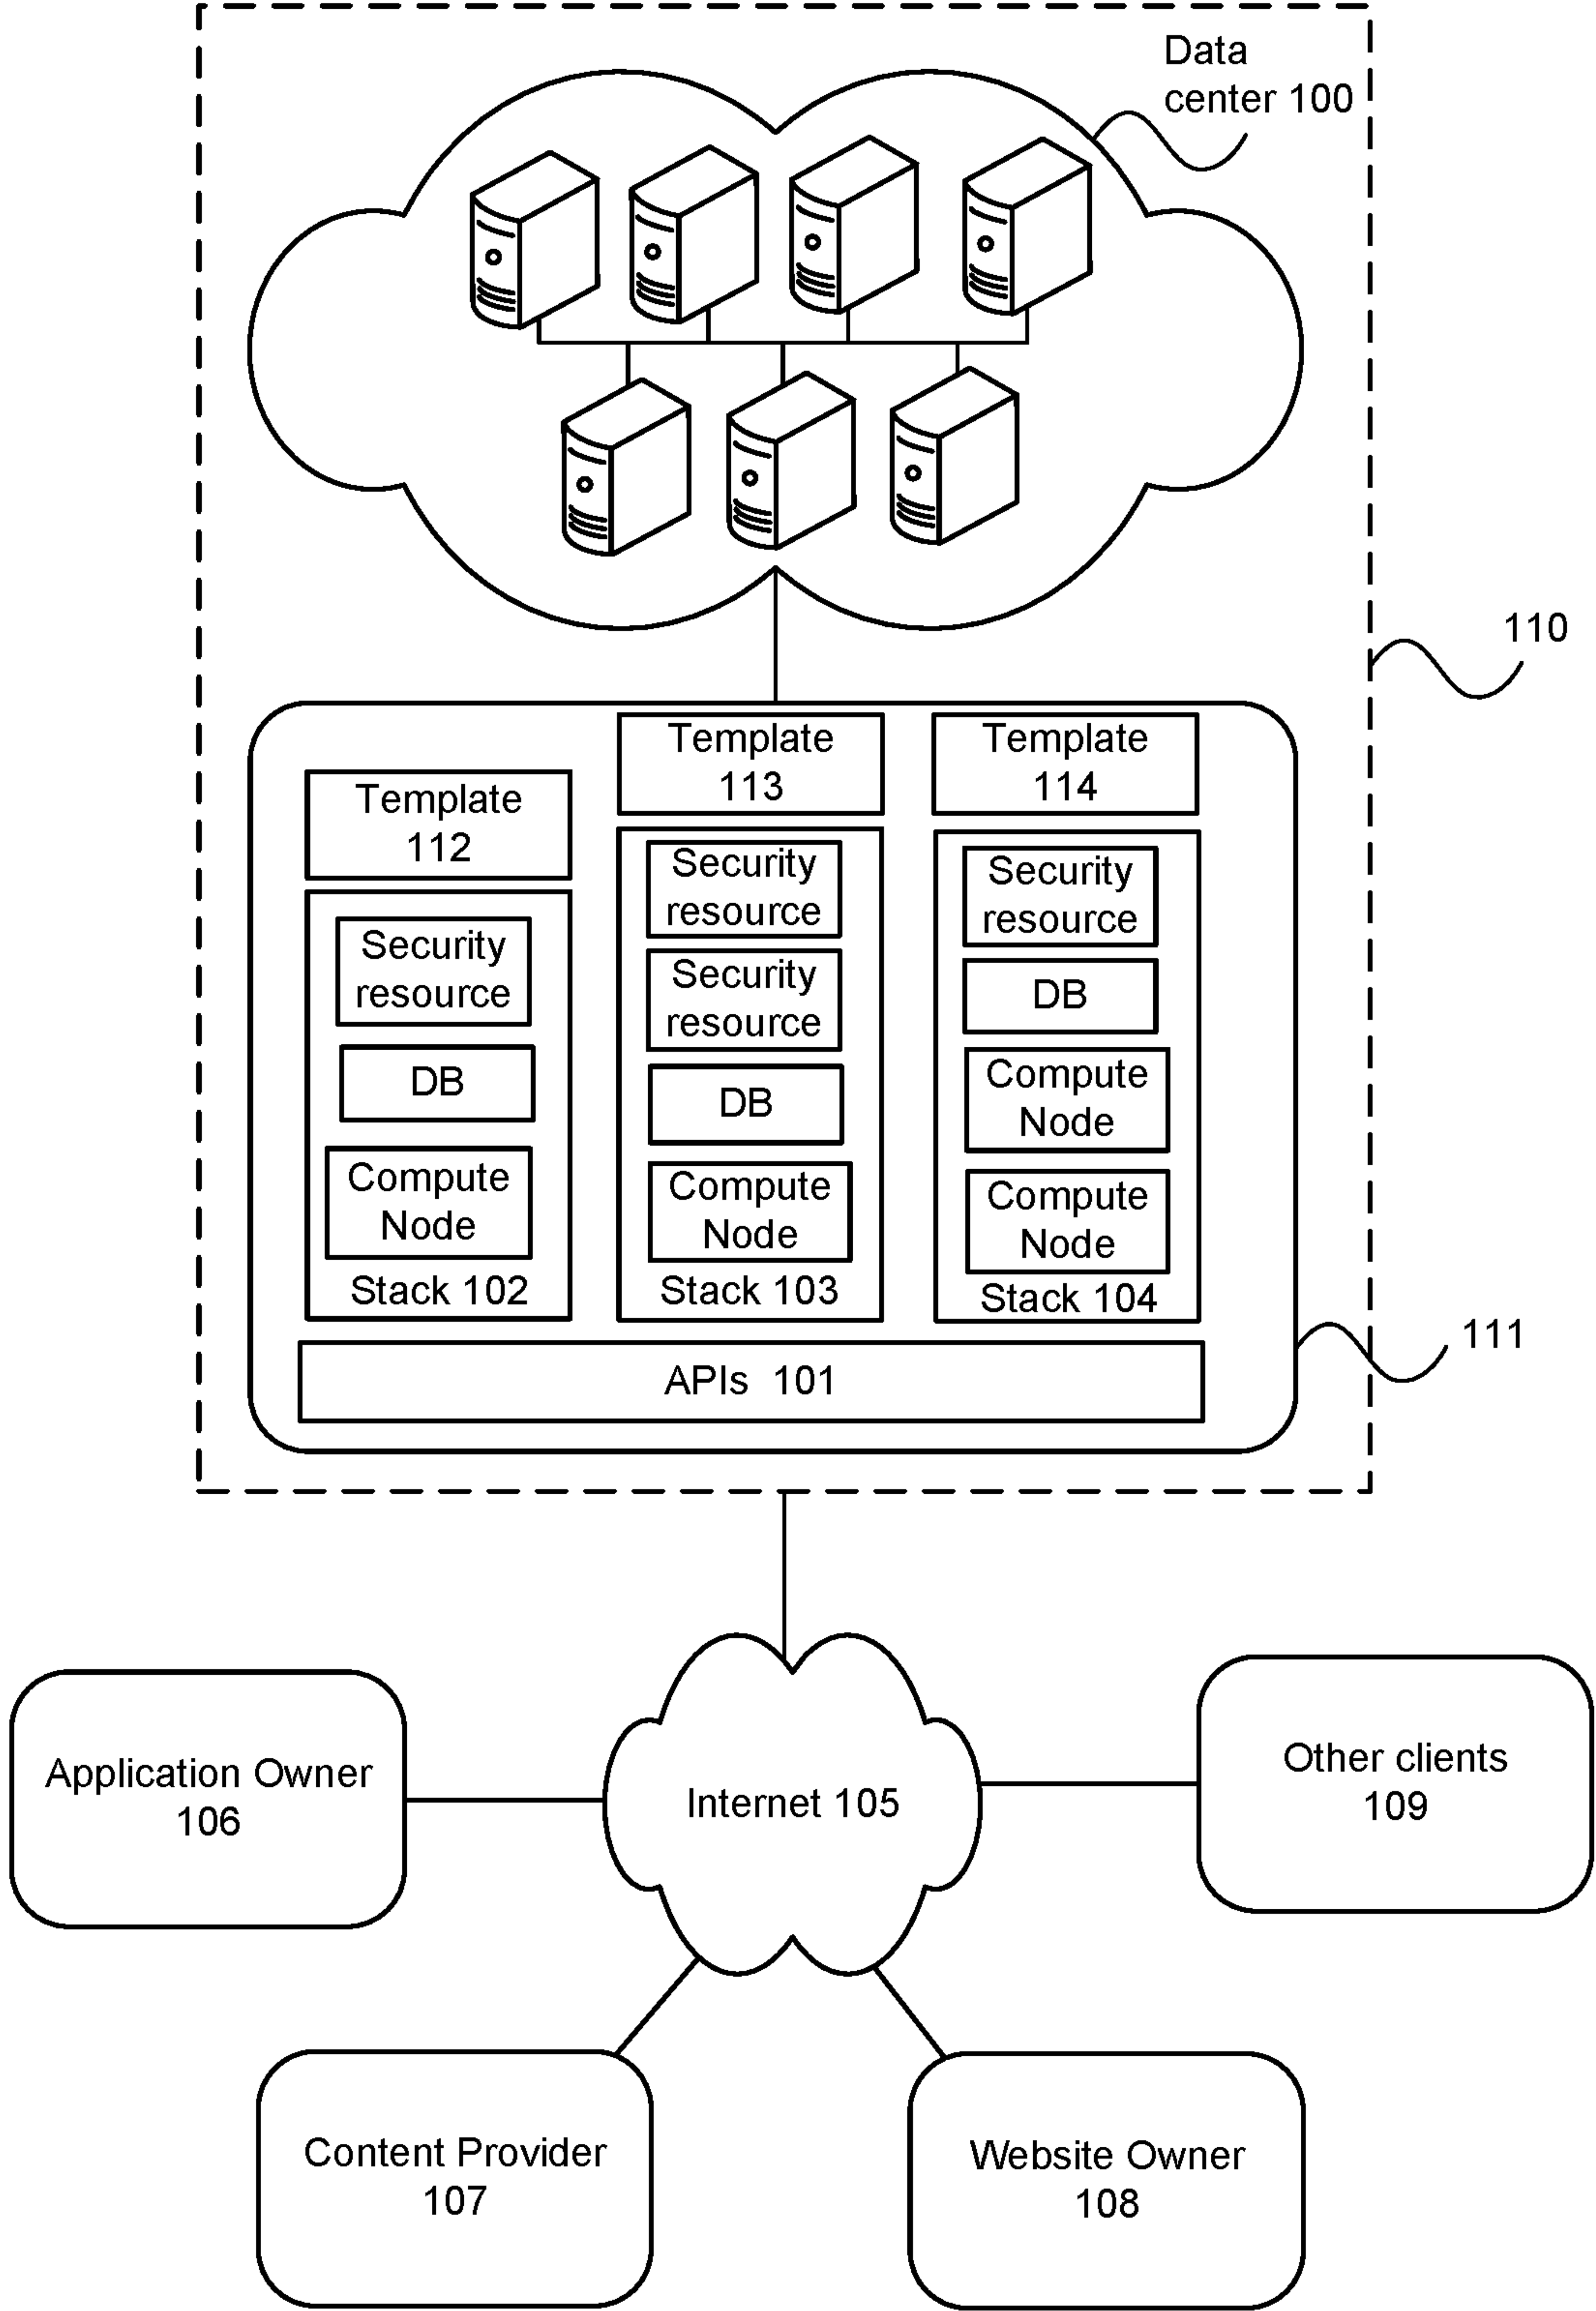 Data
center 100
110
Template
112
Template
113
Template
114
Security
resource
DB
Compute
Node
Stack 102
Security
resource
Security
resource
DB
Compute
Node
Stack 103
Security
resource
DB
Compute
Node
Compute
Node
Stack 104
111
APIs 101
Application Owner
106
Internet 105
Other clients
109
Content Provider
107
Website Owner
108